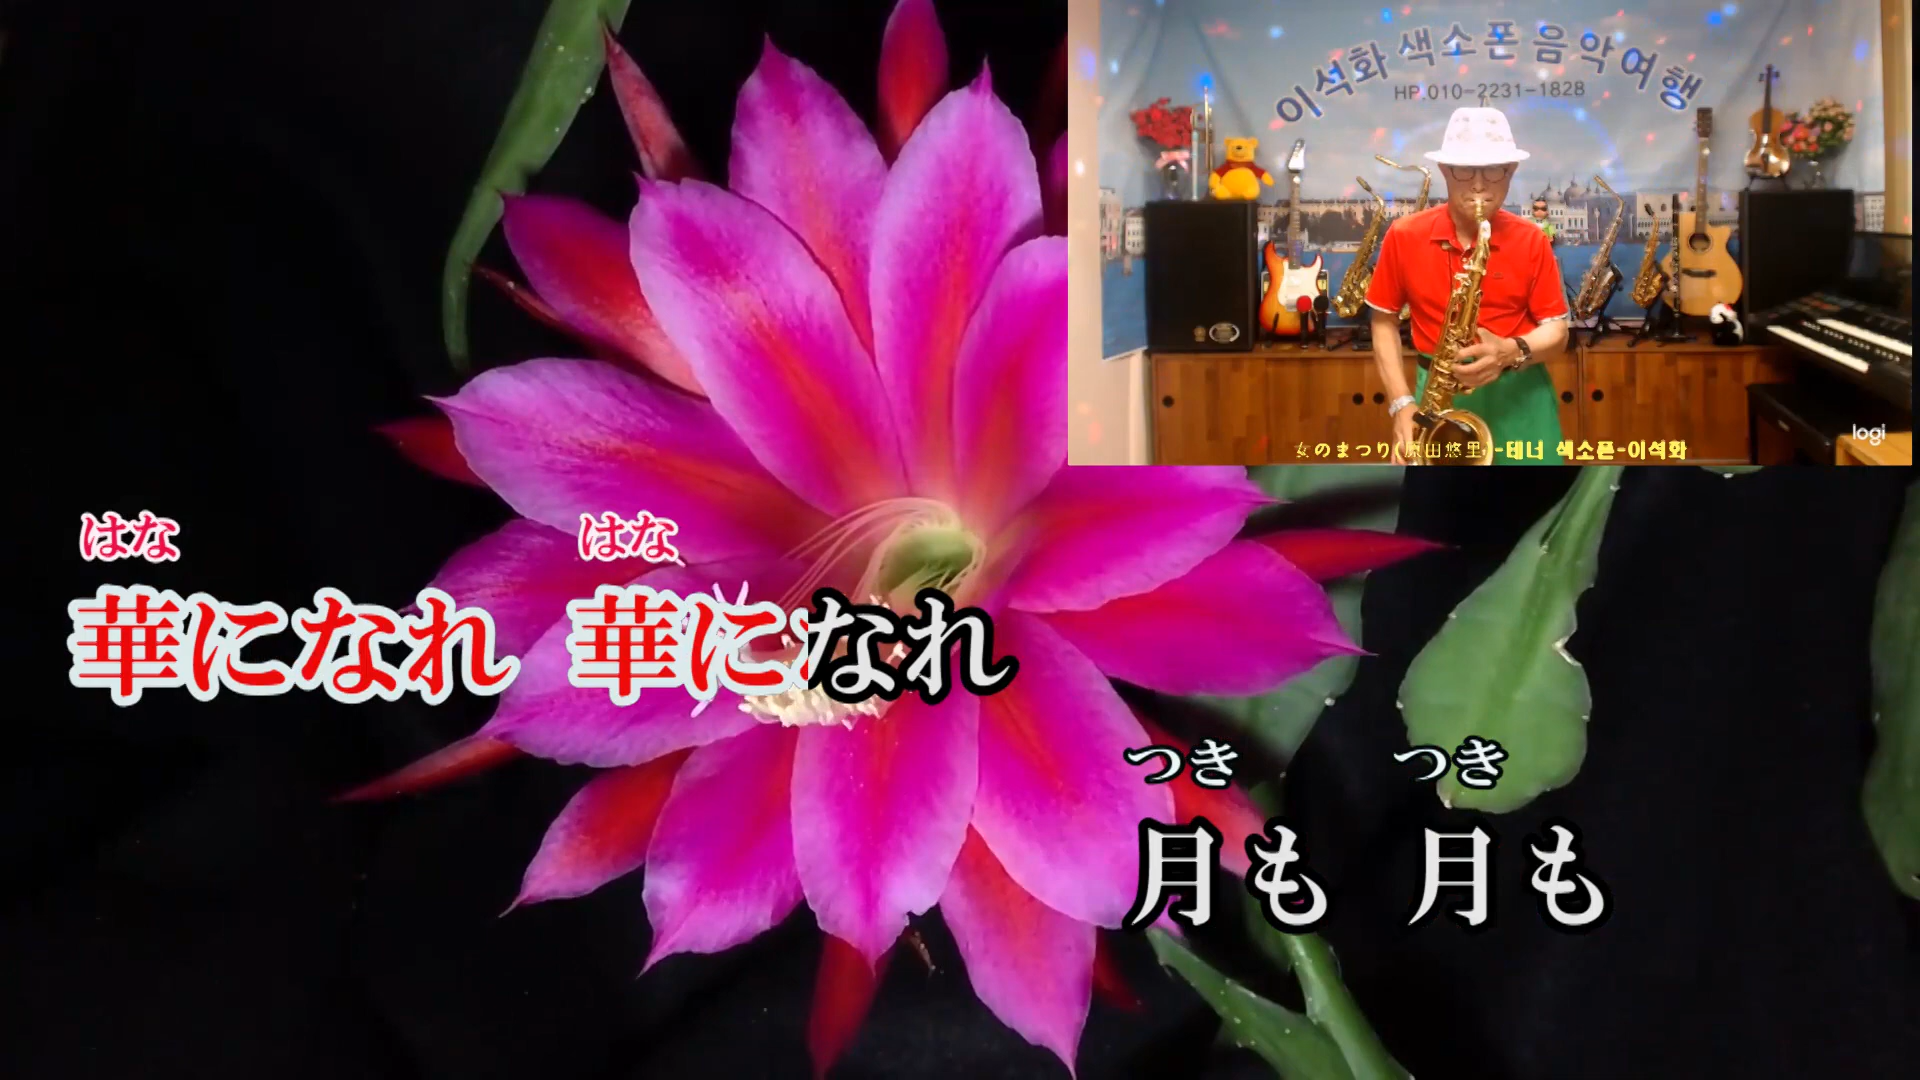 이석화 색소폰 음악여행
HP.010-2231-1828
logi
女のまつり(原田悠里)-테너 색소폰-이석화
はな はな
華になれ 華になれ
つき つき
月も 月も